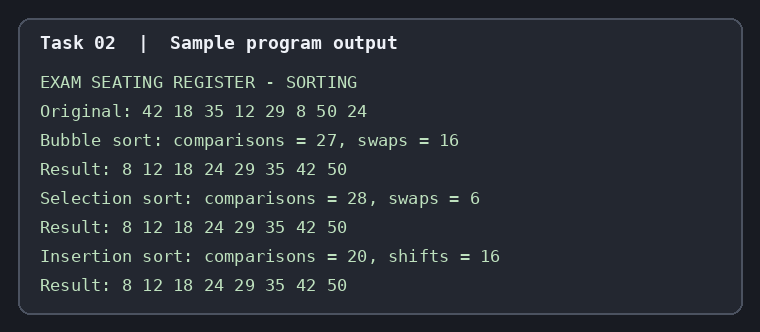 Task 02  |  Sample program output
EXAM SEATING REGISTER - SORTING
Original: 42 18 35 12 29 8 50 24
Bubble sort: comparisons = 27, swaps = 16
Result: 8 12 18 24 29 35 42 50
Selection sort: comparisons = 28, swaps = 6
Result: 8 12 18 24 29 35 42 50
Insertion sort: comparisons = 20, shifts = 16
Result: 8 12 18 24 29 35 42 50